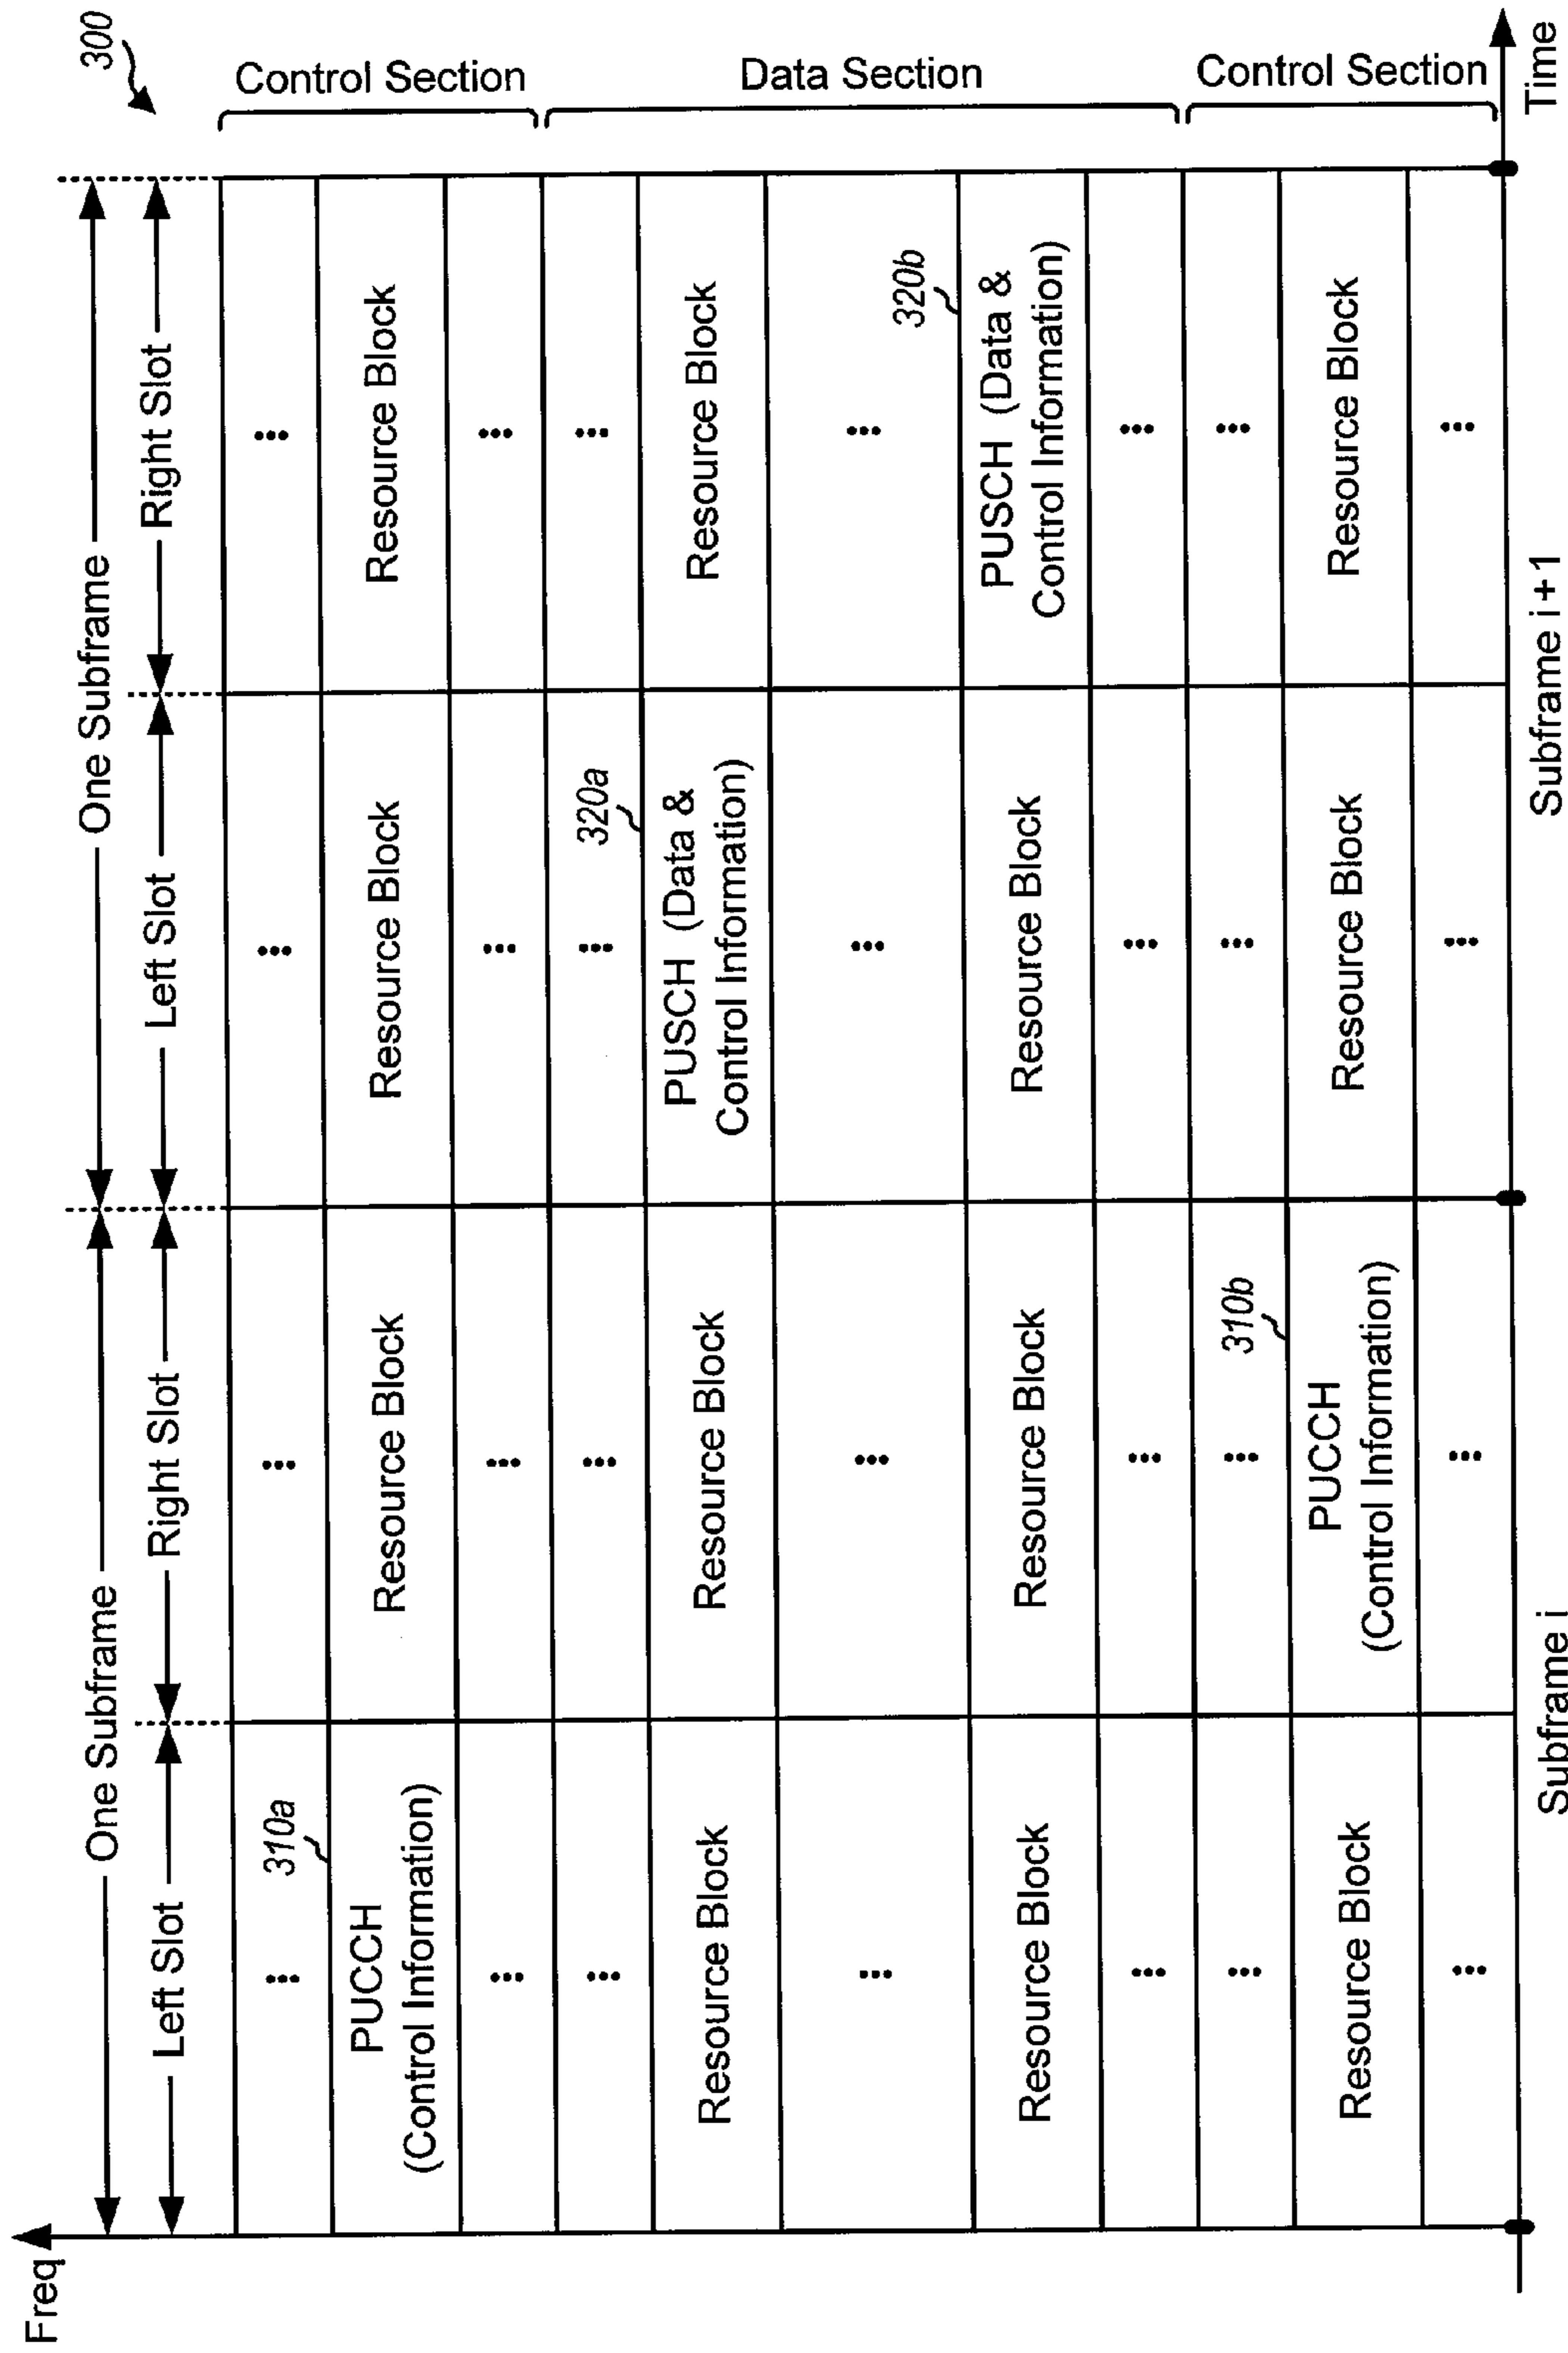 300
Freq
One Subframe
One Subframe
Left Slot
Right Slot
Left Slot
Right Slot
Control Section
Data Section
Control Section
...
...
...
...
310a
PUCCH
(Control Information)
Resource Block
Resource Block
Resource Block
...
...
...
...
...
...
...
...
320a
Resource Block
Resource Block
PUSCH (Data &
Control Information)
Resource Block
...
...
...
...
320b
Resource Block
Resource Block
Resource Block
PUSCH (Data &
Control Information)
...
...
...
...
...
...
...
...
310b
Resource Block
PUCCH
(Control Information)
Resource Block
Resource Block
...
...
...
...
Subframe i
Subframe i + 1
Time